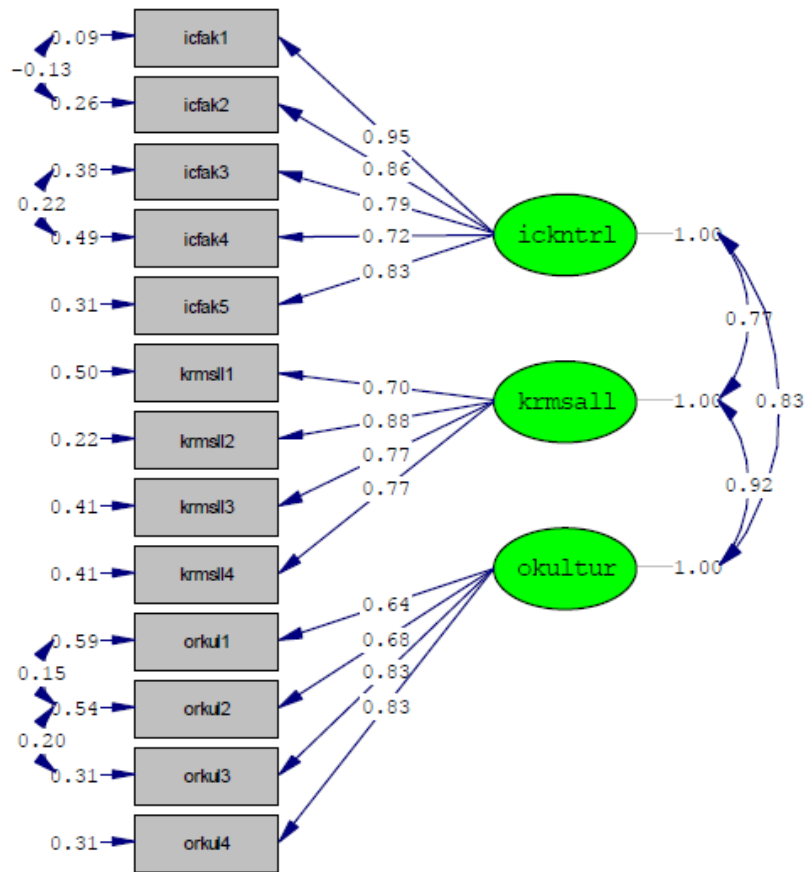 0.09 icfak1
-0.13
0.26 icfak2
0.38 icfak3
0.22
0.49 icfak4
0.31 icfak5
0.50 krmsll1
0.22 krmsll2
0.41 krmsll3
0.41 krmsll4
0.59 orkul1
0.15
0.54 orkul2
0.20
0.31 orkul3
0.31 orkul4
0.95
0.86
0.79
0.72
0.83
0.70
0.88
0.77
0.77
0.64
0.68
0.83
0.83
ickntrl 1.00
krmsall 1.00
okultur 1.00
0.77
0.83
0.92